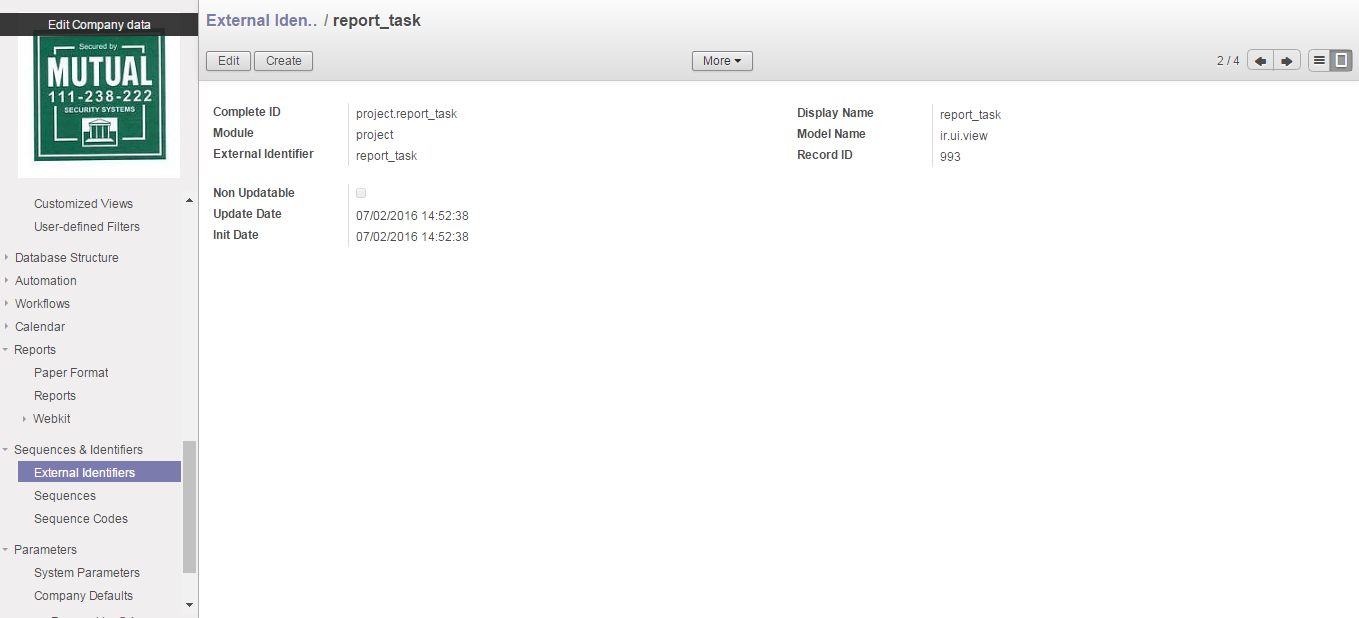 Edit Company data
Secured by
MUTUAL
111-238-222
SECURITY SYSTEMS
Customized Views
User-defined Filters
Database Structure
Automation
Workflows
Calendar
Reports
Paper Format
Reports
Webkit
Sequences & Identifiers
External Identifiers
Sequences
Sequence Codes
Parameters
System Parameters
Company Defaults
External Iden.. / report_task
Edit Create More 2 / 4
Complete ID project.report_task
Module project
External Identifier report_task
Display Name report_task
Model Name ir.ui.view
Record ID 993
Non Updatable
Update Date 07/02/2016 14:52:38
Init Date 07/02/2016 14:52:38